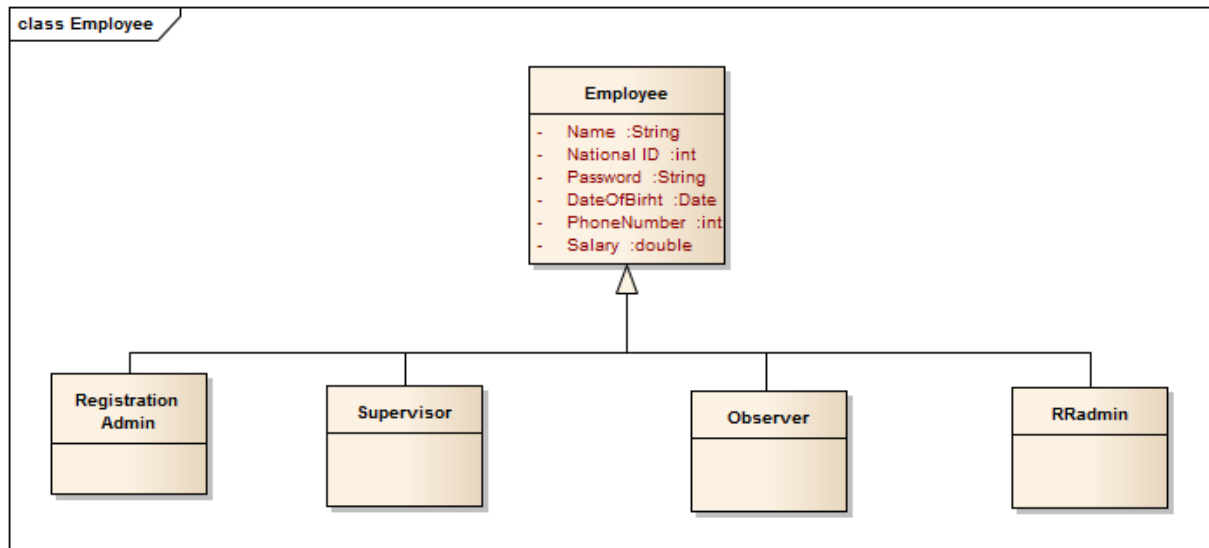 class Employee
Employee
- Name :String
- National ID :int
- Password :String
- DateOfBirht :Date
- PhoneNumber :int
- Salary :double
Registration
Admin
Supervisor
Observer
RRadmin